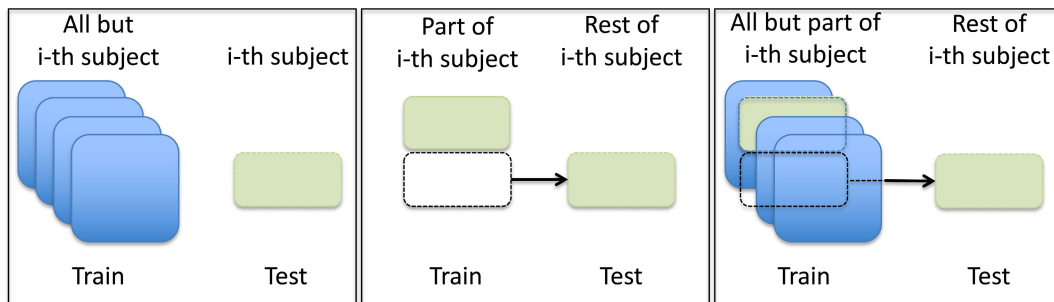 All but
i-th subject
i-th subject
Train
Test
Part of
i-th subject
Rest of
i-th subject
Train
Test
All but part of
i-th subject
Rest of
i-th subject
Train
Test